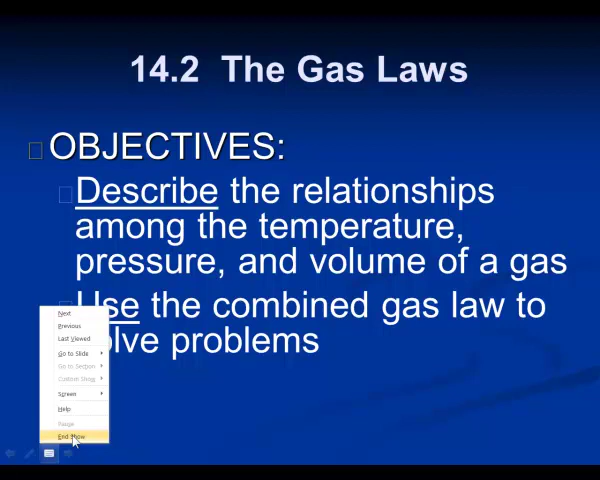 14.2 The Gas Laws
OBJECTIVES:
Describe the relationships
among the temperature,
pressure, and volume of a gas
Use the combined gas law to
olve problems
Next
Previous
Last Viewed
Go to Slide
Go to Section
Custom Show
Screen
Help
Pause
End Show